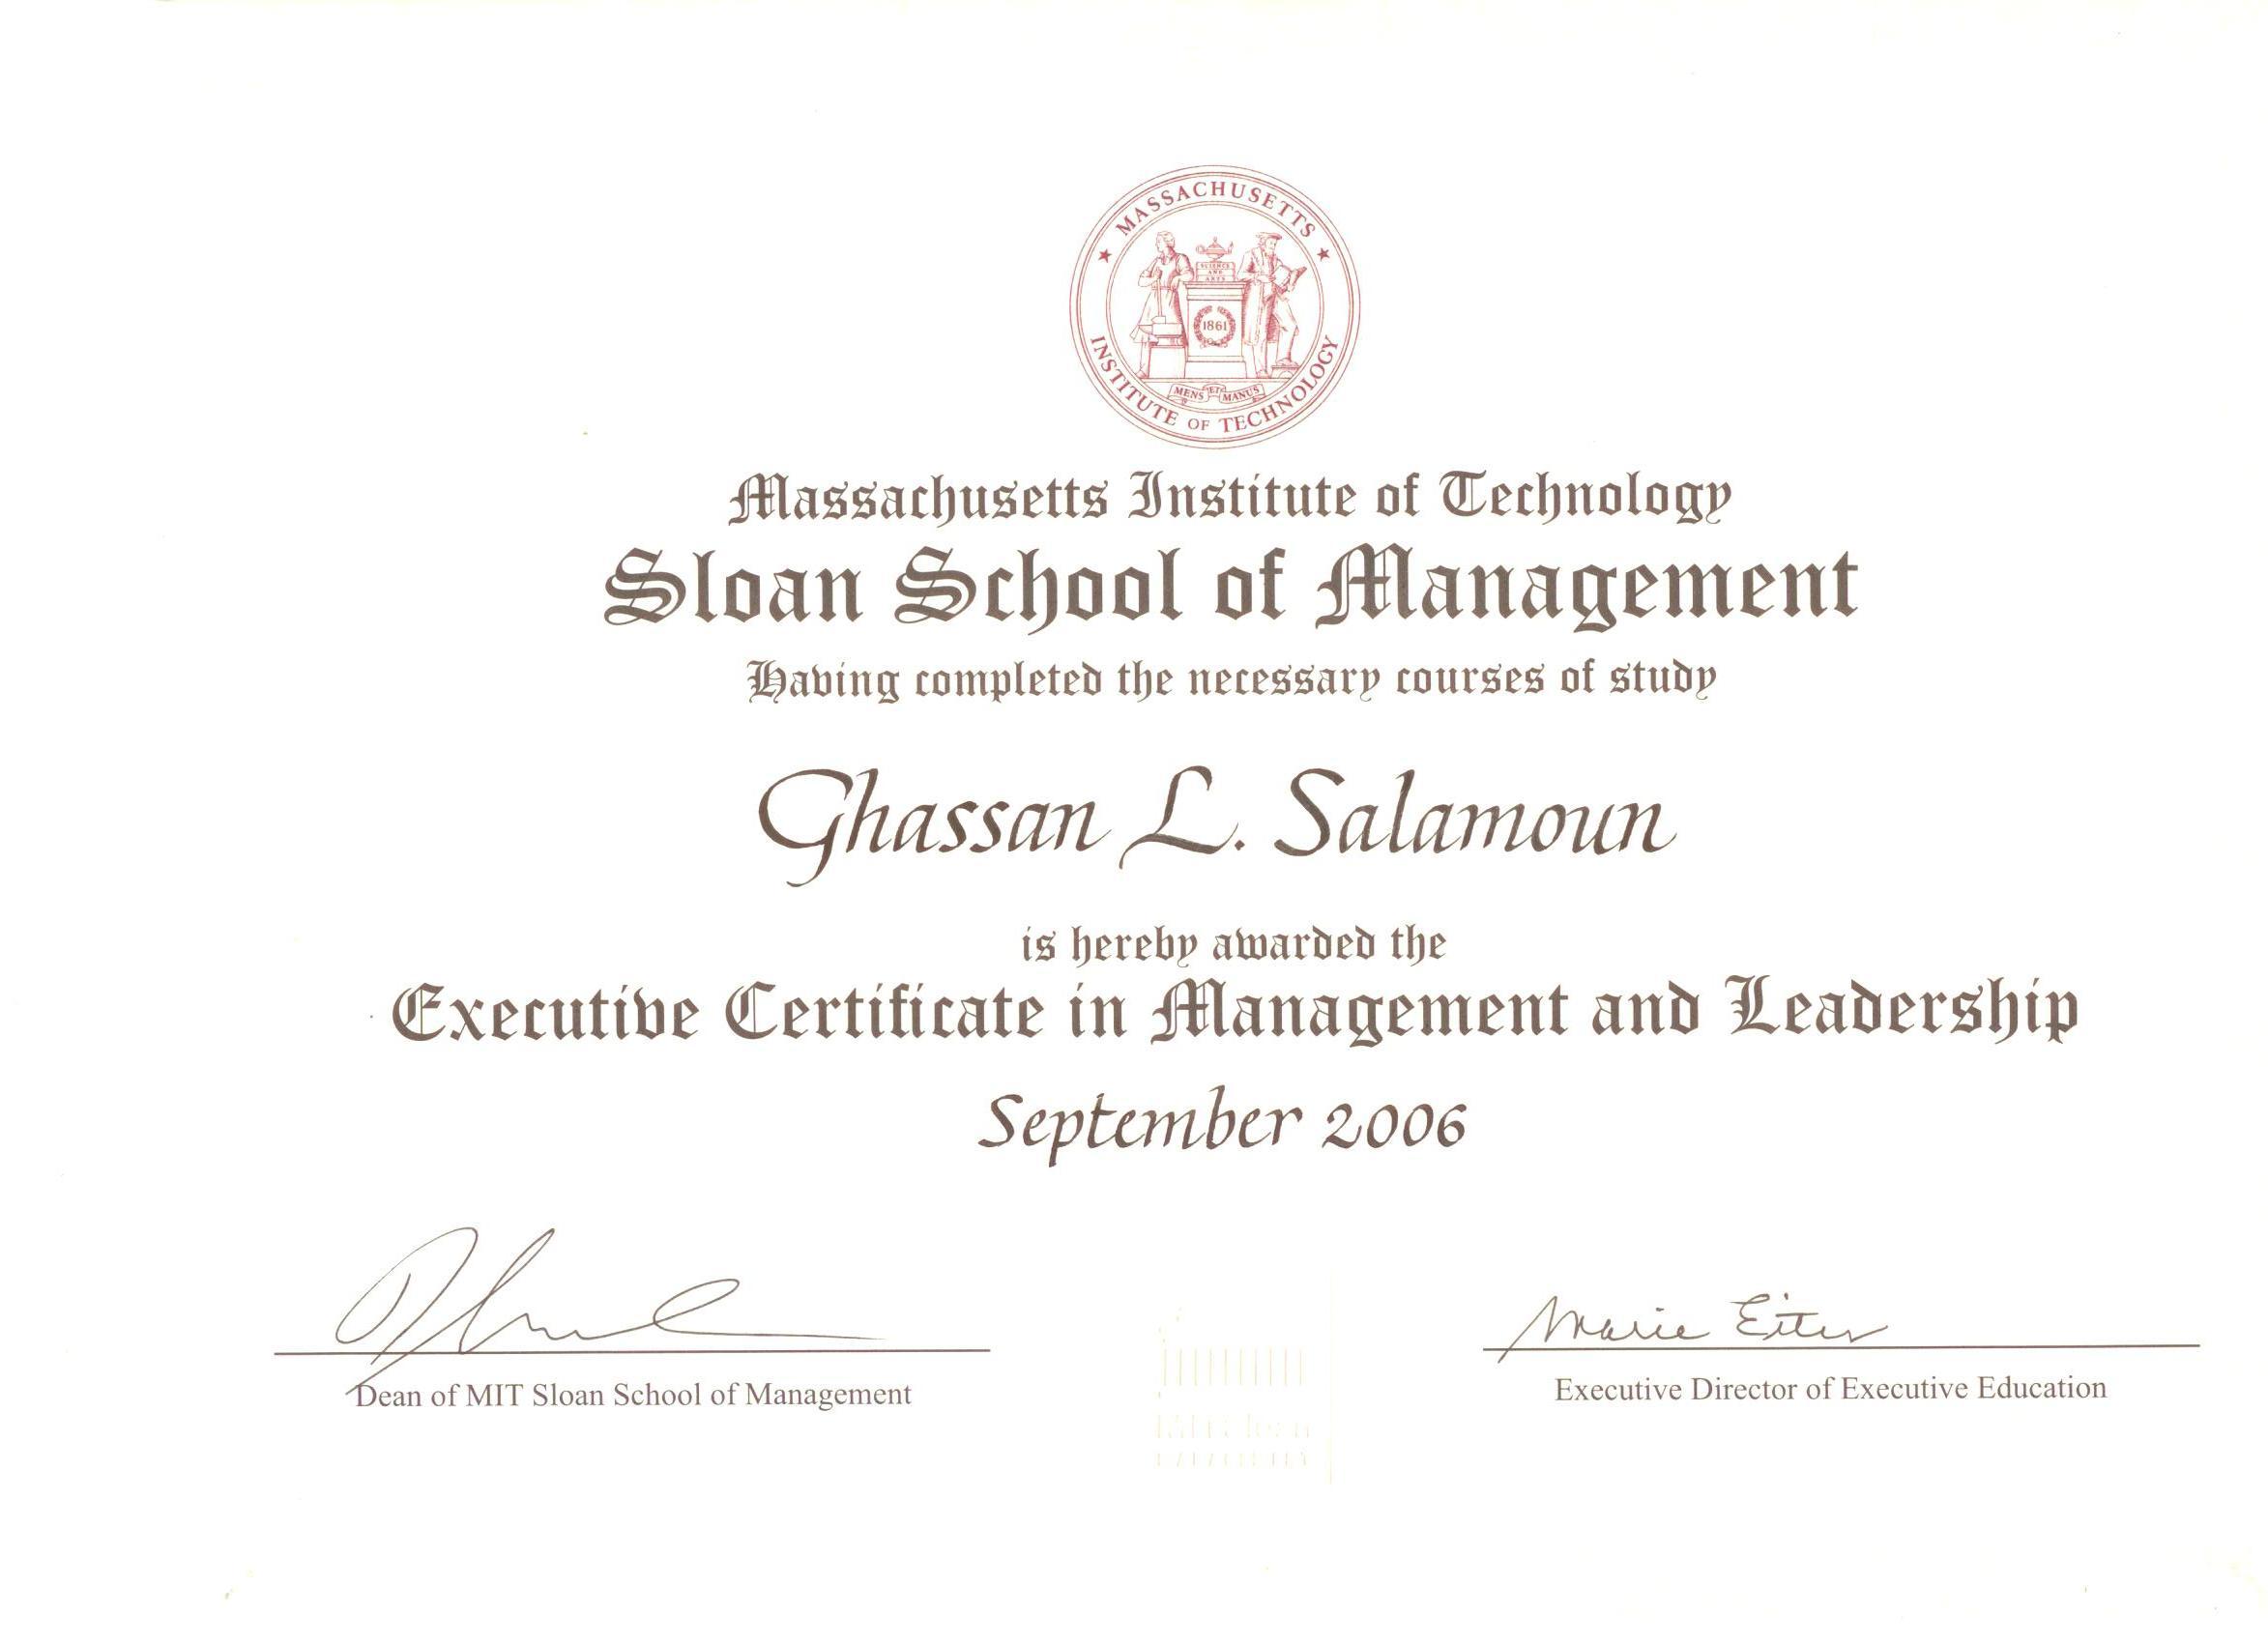 MASSACHUSETTS
INSTITUTE OF TECHNOLOGY
SCIENCE
AND
ARTS
1861
MENS ET MANUS
Massachusetts Institute of Technology
Sloan School of Management
Having completed the necessary courses of study
Ghassan L. Salamoun
is hereby awarded the
Executive Certificate in Management and Leadership
September 2006
Marie Eiter
Dean of MIT Sloan School of Management
Executive Director of Executive Education